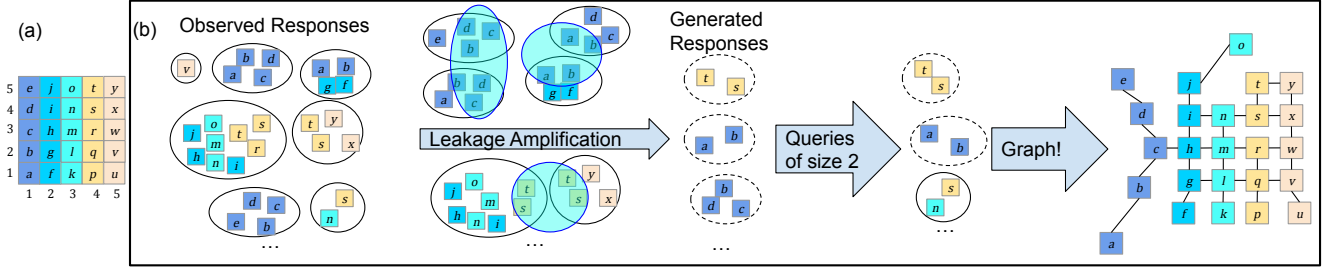 (a)
5 e j o t y
4 d i n s x
3 c h m r w
2 b g l q v
1 a f k p u
1 2 3 4 5
(b)
Observed Responses
v
b d
a c
a b
g f
o t s
j m r
h n i
t y
s x
d c
e b
s
n
...
d
e c
b
b d
a c
d
a b c
a b
g f
Leakage Amplification
o t
j m s
h n i
t y
s x
...
Generated
Responses
t
s
b
a
b
d c
...
Queries
of size 2
t
s
a
b
s
n
...
Graph!
o
e j t y
d i n s x
c h m r w
b g l q v
a f k p u